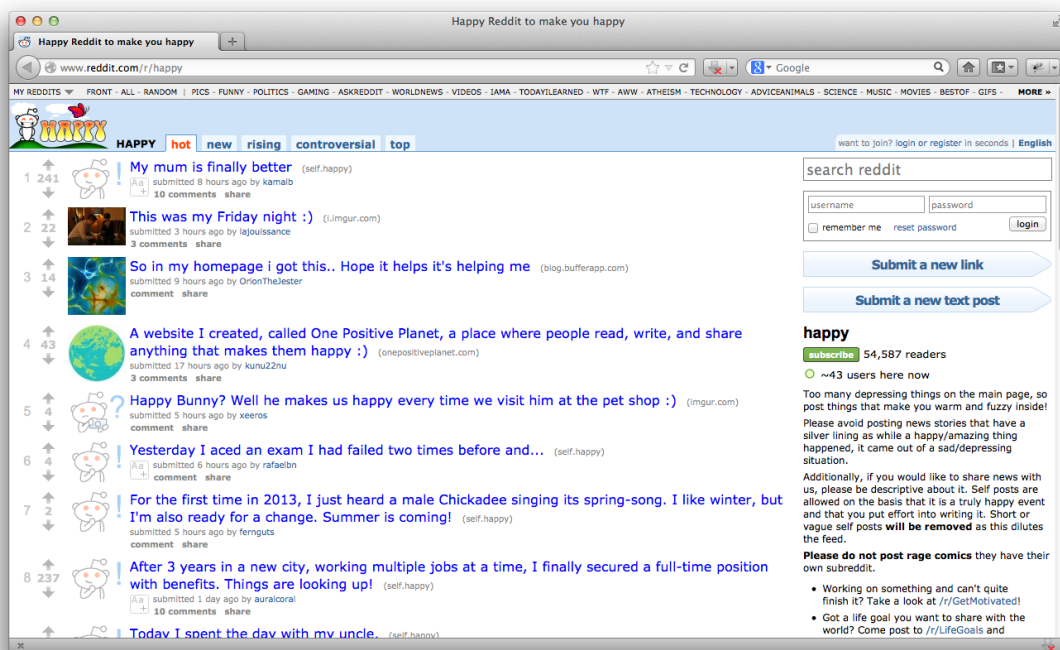 Happy Reddit to make you happy
Happy Reddit to make you happy
www.reddit.com/r/happy
Google
MY REDDITS FRONT - ALL - RANDOM | PICS - FUNNY - POLITICS - GAMING - ASKREDDIT - WORLDNEWS - VIDEOS - IAMA - TODAYILEARNED - WTF - AWW - ATHEISM - TECHNOLOGY - ADVICEANIMALS - SCIENCE - MUSIC - MOVIES - BESTOF - GIFS - MORE »
HAPPY
HAPPY hot new rising controversial top
want to join? login or register in seconds | English
1 241 My mum is finally better (self.happy)
Aa+ submitted 8 hours ago by kamalb
10 comments share
2 22 This was my Friday night :) (i.imgur.com)
submitted 3 hours ago by lajouissance
3 comments share
3 14 So in my homepage i got this.. Hope it helps it's helping me (blog.bufferapp.com)
submitted 9 hours ago by OrionTheJester
comment share
4 43 A website I created, called One Positive Planet, a place where people read, write, and share
anything that makes them happy :) (onepositiveplanet.com)
submitted 17 hours ago by kunu22nu
3 comments share
5 4 Happy Bunny? Well he makes us happy every time we visit him at the pet shop :) (imgur.com)
submitted 5 hours ago by xeeros
comment share
6 4 Yesterday I aced an exam I had failed two times before and... (self.happy)
Aa+ submitted 6 hours ago by rafaelbn
comment share
7 2 For the first time in 2013, I just heard a male Chickadee singing its spring-song. I like winter, but
I'm also ready for a change. Summer is coming! (self.happy)
submitted 5 hours ago by fernguts
comment share
8 237 After 3 years in a new city, working multiple jobs at a time, I finally secured a full-time position
with benefits. Things are looking up! (self.happy)
Aa+ submitted 1 day ago by auralcoral
10 comments share
Today I spent the day with my uncle. (self.happy)
search reddit
username password
remember me reset password login
Submit a new link
Submit a new text post
happy
subscribe 54,587 readers
~43 users here now
Too many depressing things on the main page, so
post things that make you warm and fuzzy inside!
Please avoid posting news stories that have a
silver lining as while a happy/amazing thing
happened, it came out of a sad/depressing
situation.
Additionally, if you would like to share news with
us, please be descriptive about it. Self posts are
allowed on the basis that it is a truly happy event
and that you put effort into writing it. Short or
vague self posts will be removed as this dilutes
the feed.
Please do not post rage comics they have their
own subreddit.
• Working on something and can't quite
finish it? Take a look at /r/GetMotivated!
• Got a life goal you want to share with the
world? Come post to /r/LifeGoals and